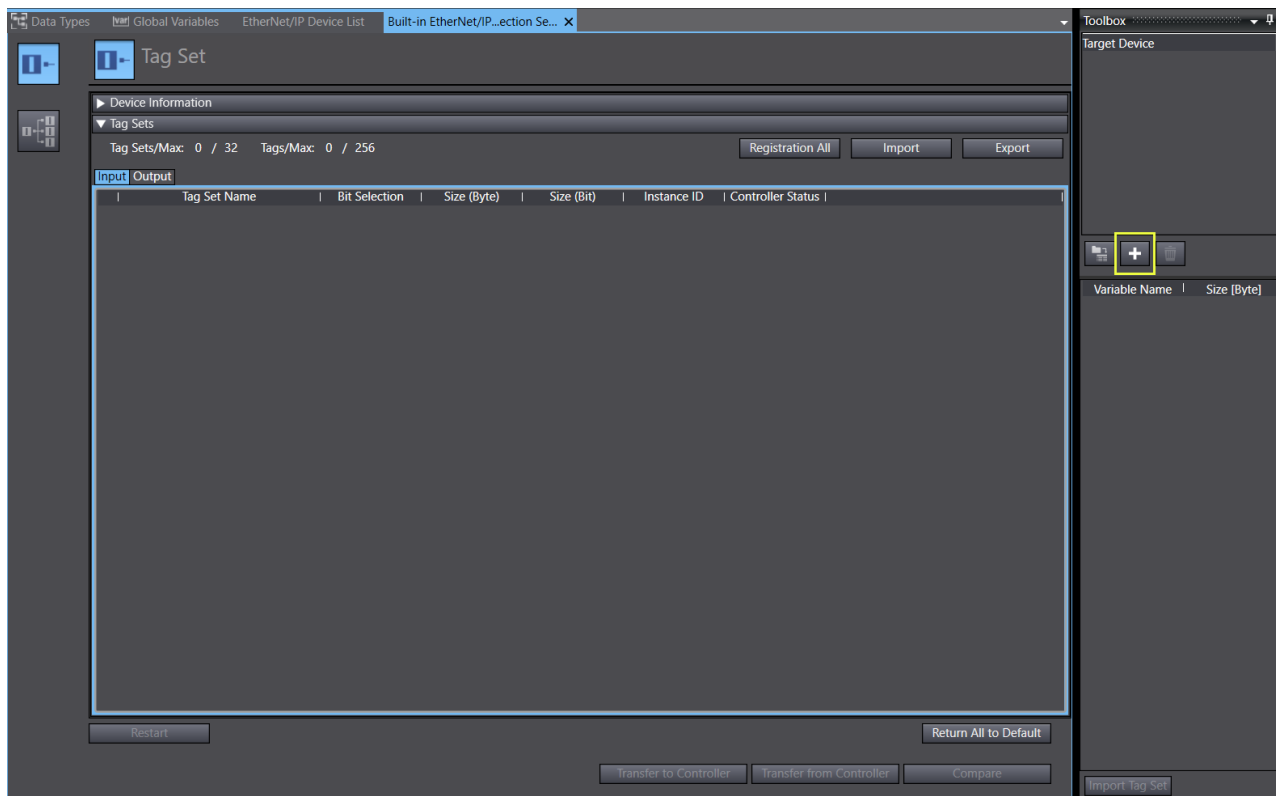 Data Types Global Variables EtherNet/IP Device List Built-in EtherNet/IP...ection Se... X
Toolbox
Target Device
Tag Set
Device Information
Tag Sets
Tag Sets/Max: 0 / 32 Tags/Max: 0 / 256 Registration All Import Export
Input Output
Tag Set Name | Bit Selection | Size (Byte) | Size (Bit) | Instance ID | Controller Status |
Variable Name | Size [Byte]
Restart Return All to Default
Transfer to Controller Transfer from Controller Compare
Import Tag Set